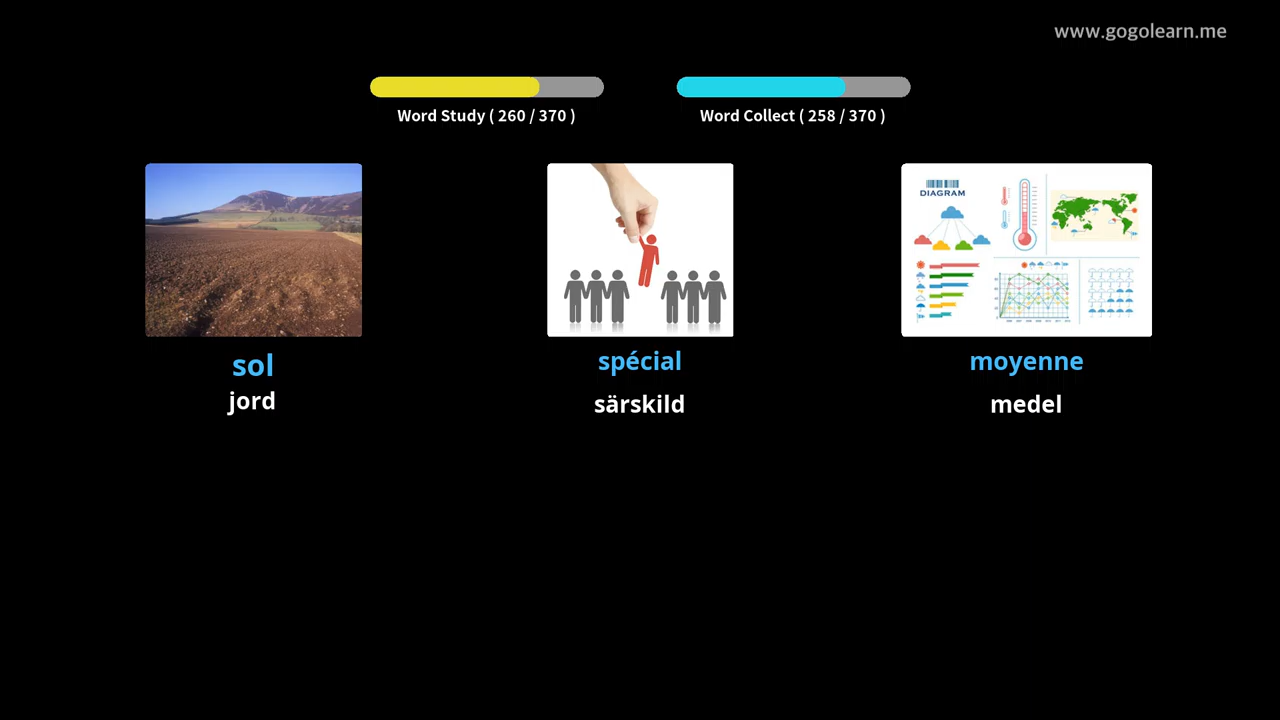 www.gogolearn.me
Word Study ( 260 / 370 )
Word Collect ( 258 / 370 )
DIAGRAM
sol
jord
spécial
särskild
moyenne
medel